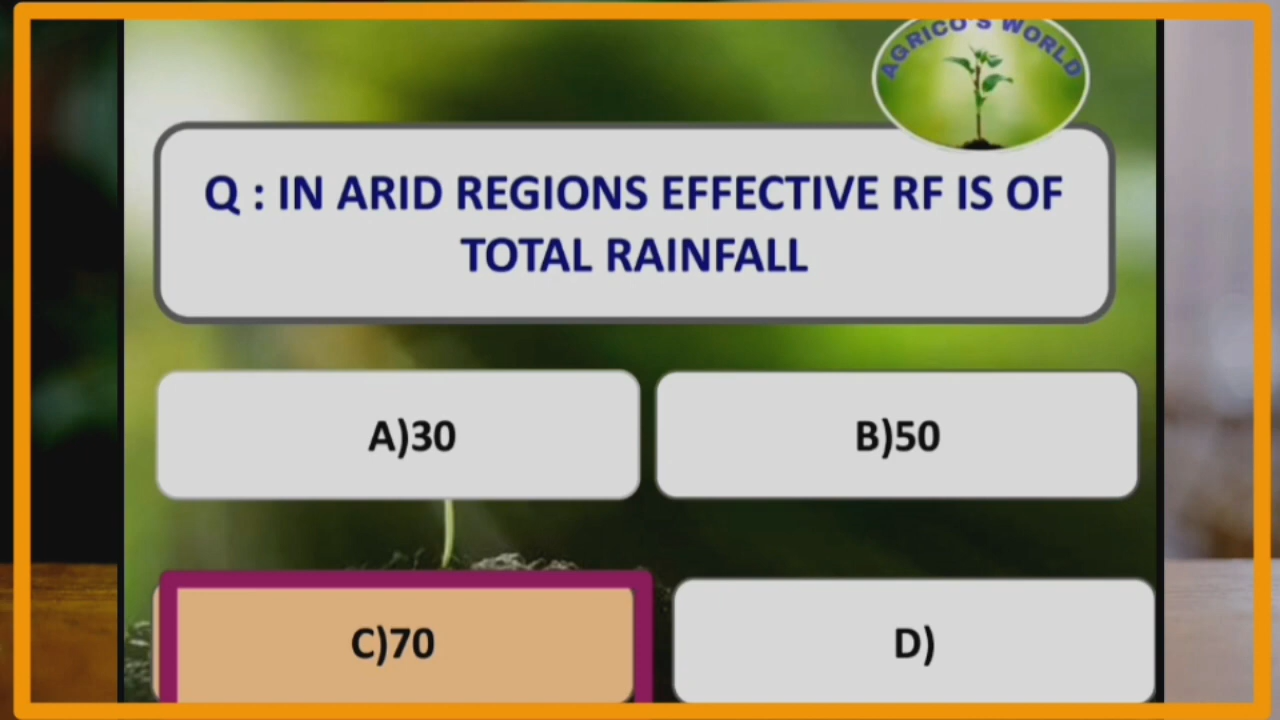 AGRICO'S WORLD
Q : IN ARID REGIONS EFFECTIVE RF IS OF
TOTAL RAINFALL
A)30
B)50
C)70
D)